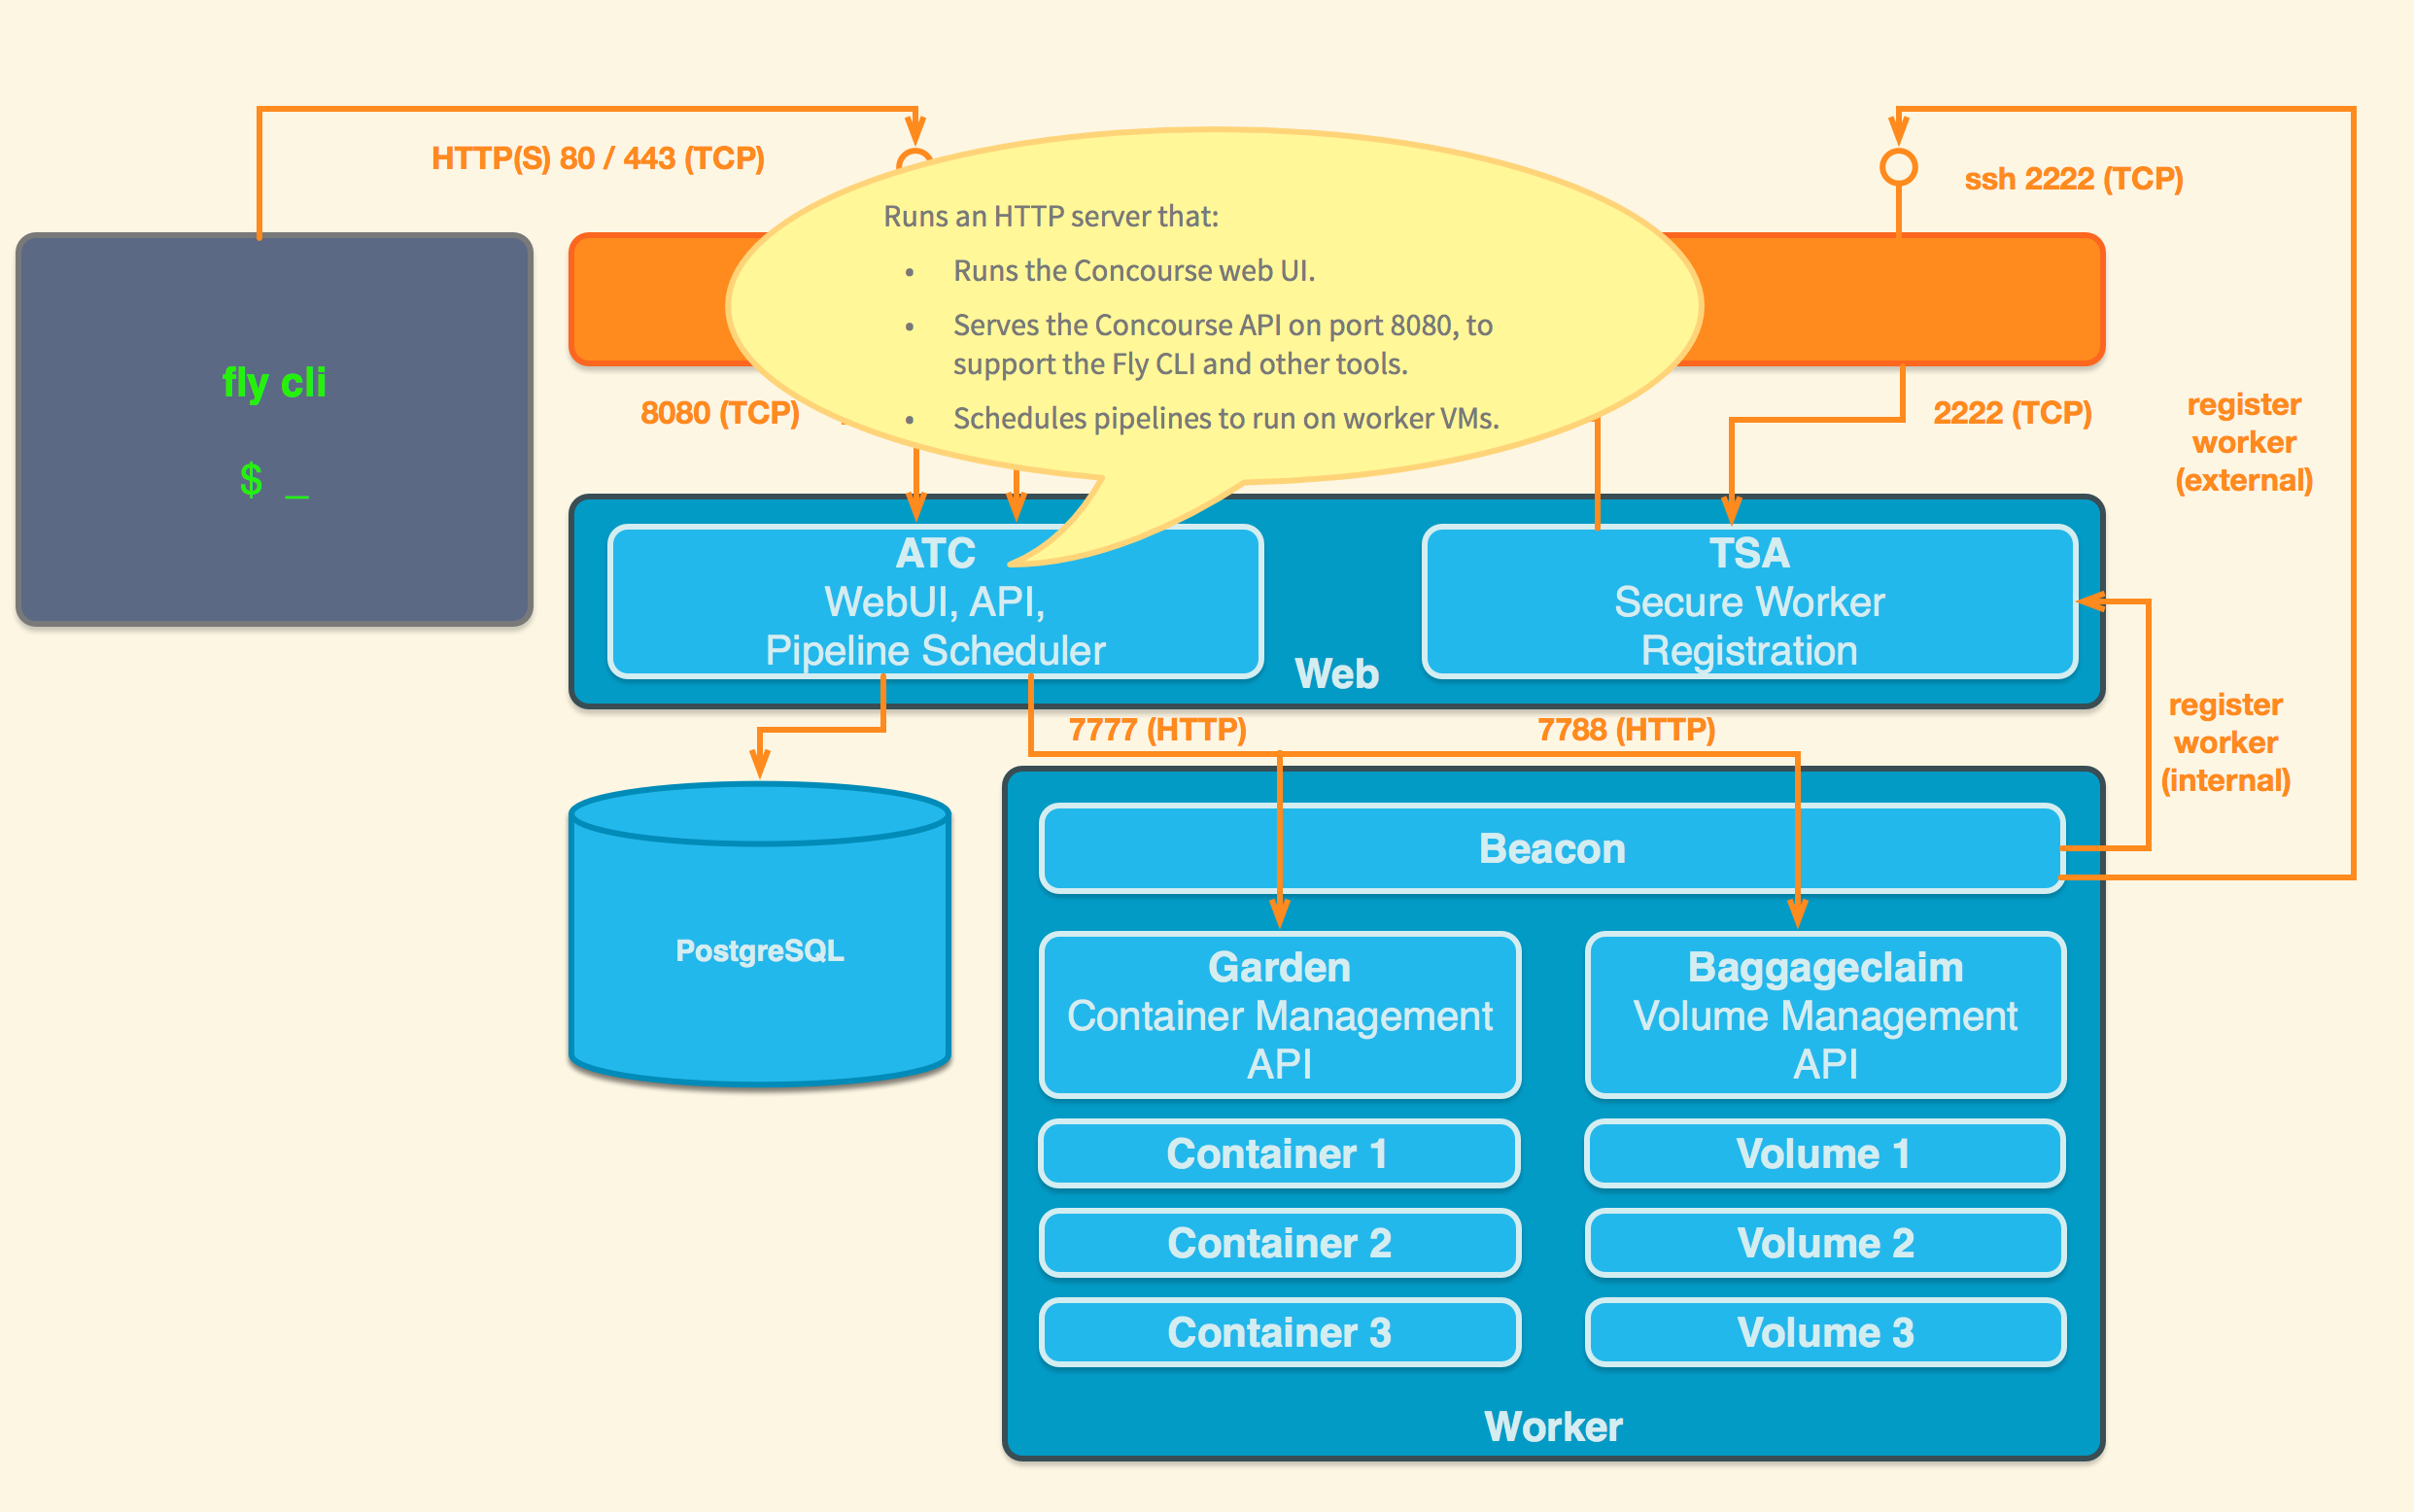 HTTP(S) 80 / 443 (TCP)
ssh 2222 (TCP)
Runs an HTTP server that:
• Runs the Concourse web UI.
• Serves the Concourse API on port 8080, to
support the Fly CLI and other tools.
• Schedules pipelines to run on worker VMs.
fly cli
$ _
8080 (TCP)
2222 (TCP)
register
worker
(external)
ATC
WebUI, API,
Pipeline Scheduler
TSA
Secure Worker
Registration
Web
register
worker
(internal)
7777 (HTTP)
7788 (HTTP)
PostgreSQL
Beacon
Garden
Container Management
API
Baggageclaim
Volume Management
API
Container 1
Volume 1
Container 2
Volume 2
Container 3
Volume 3
Worker